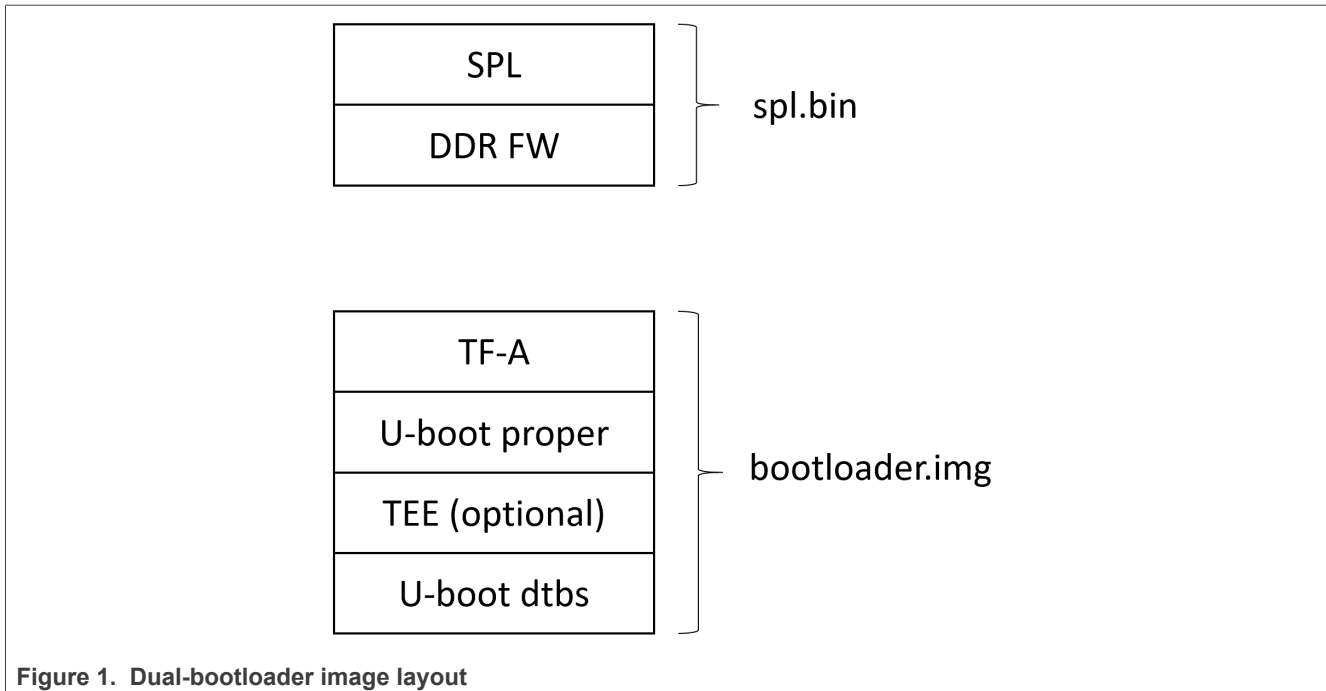 SPL
DDR FW
spl.bin
TF-A
U-boot proper
TEE (optional)
U-boot dtbs
bootloader.img
Figure 1. Dual-bootloader image layout